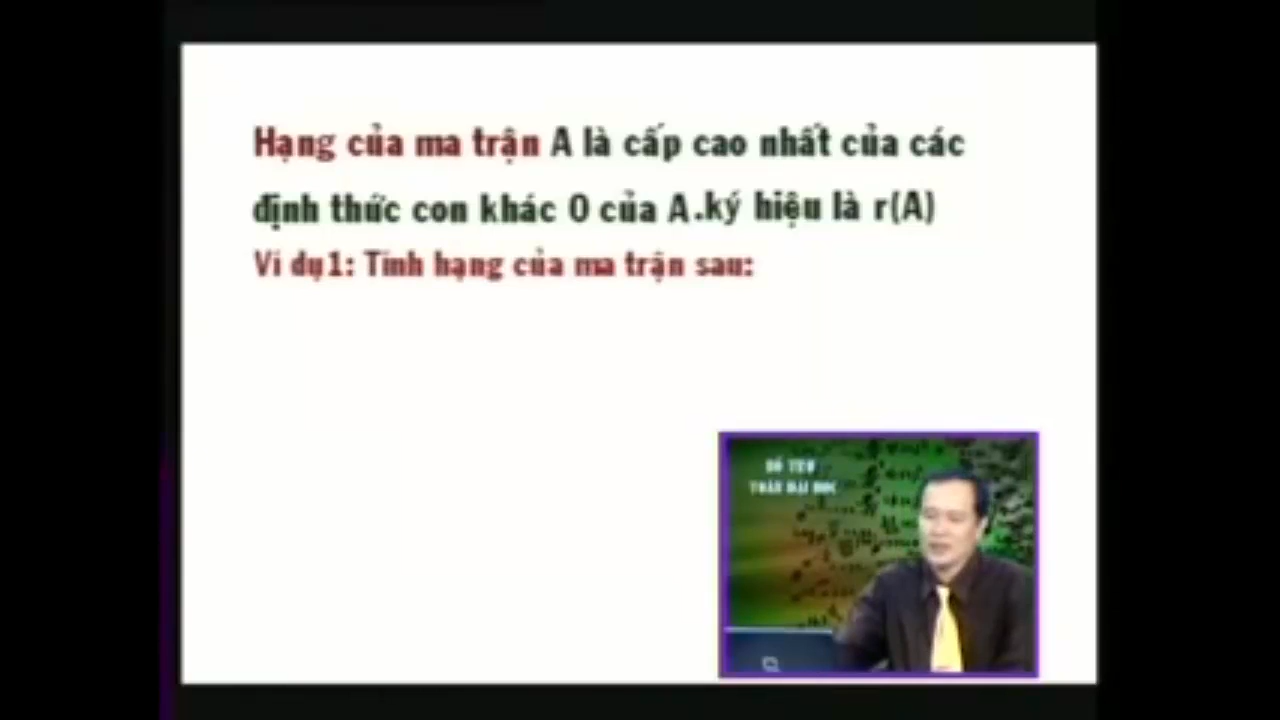 Hạng của ma trận A là cấp cao nhất của các
định thức con khác 0 của A.ký hiệu là r(A)
Ví dụ1: Tính hạng của ma trận sau: